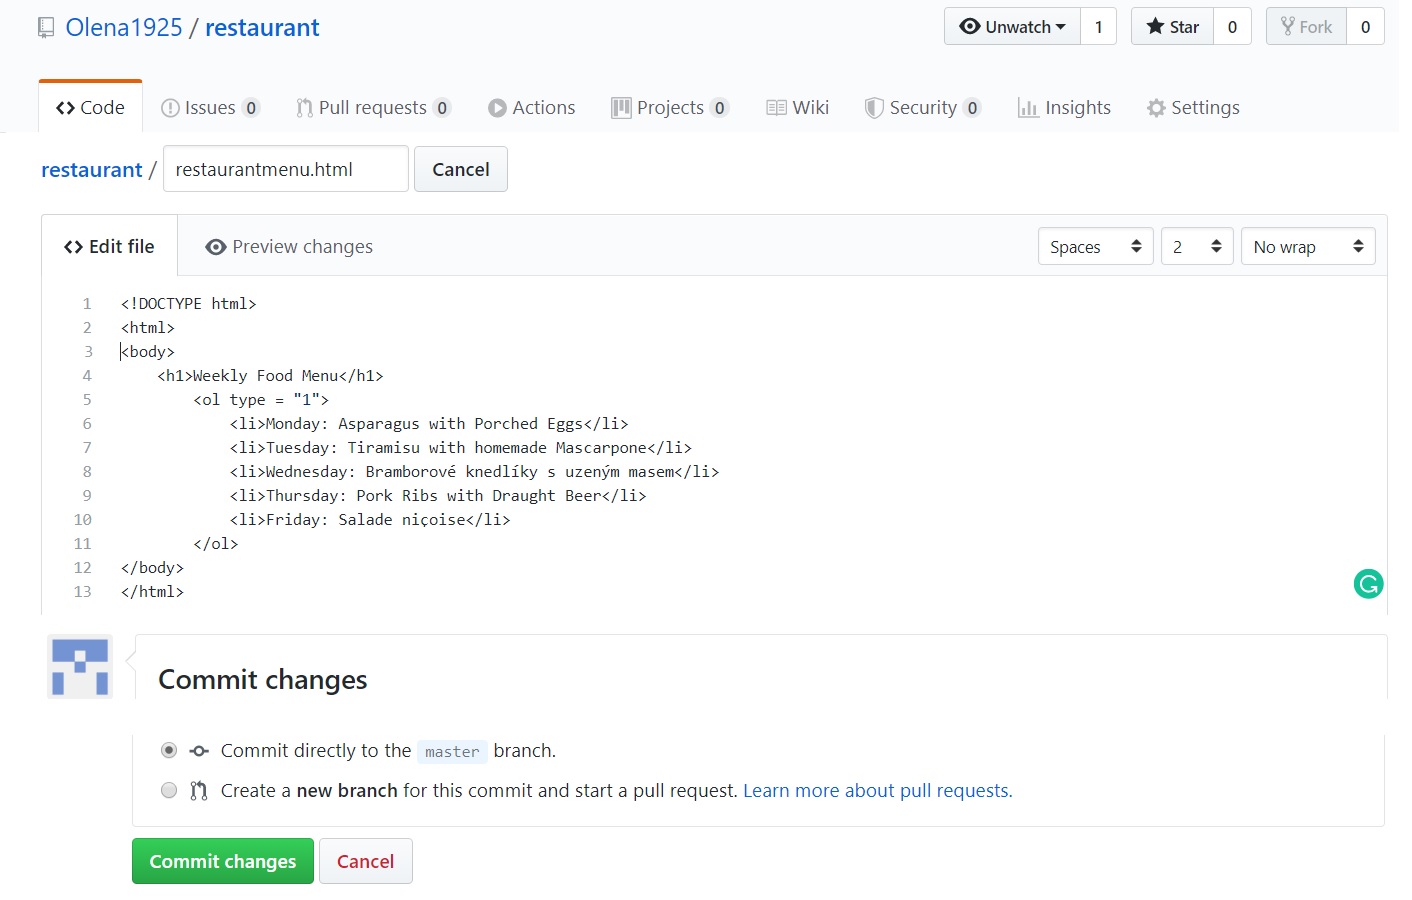 Olena1925 / restaurant
Unwatch 1 Star 0 Fork 0
Code Issues 0 Pull requests 0 Actions Projects 0 Wiki Security 0 Insights Settings
restaurant / restaurantmenu.html Cancel
Edit file Preview changes Spaces 2 No wrap
1 <!DOCTYPE html>
2 <html>
3 <body>
4 <h1>Weekly Food Menu</h1>
5 <ol type = "1">
6 <li>Monday: Asparagus with Porched Eggs</li>
7 <li>Tuesday: Tiramisu with homemade Mascarpone</li>
8 <li>Wednesday: Bramborové knedlíky s uzeným masem</li>
9 <li>Thursday: Pork Ribs with Draught Beer</li>
10 <li>Friday: Salade niçoise</li>
11 </ol>
12 </body>
13 </html>
Commit changes
Commit directly to the master branch.
Create a new branch for this commit and start a pull request. Learn more about pull requests.
Commit changes Cancel